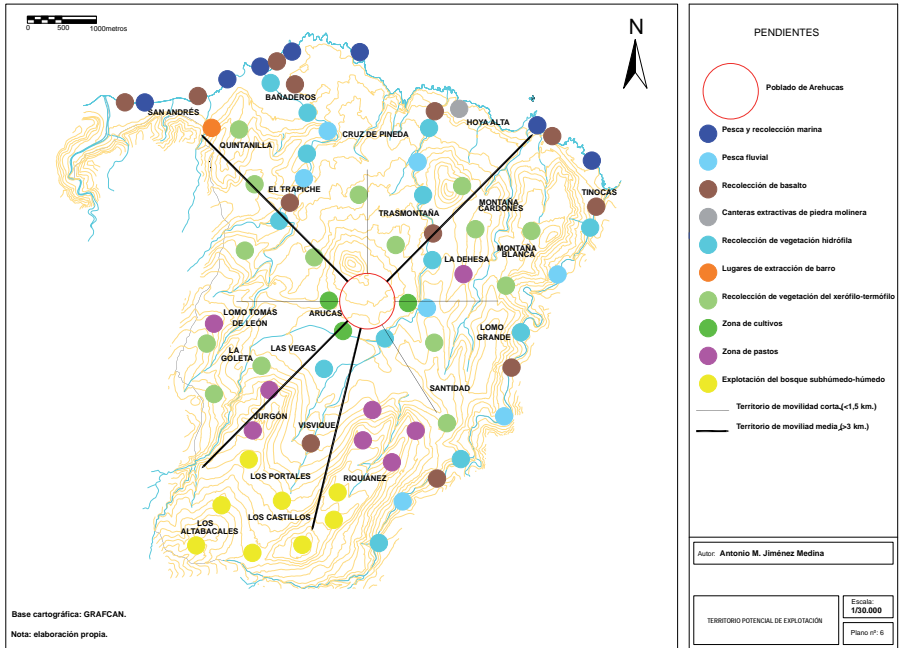 0 500 1000metros
N
BAÑADEROS
SAN ANDRÉS
HOYA ALTA
CRUZ DE PINEDA
QUINTANILLA
EL TRAPICHE
TINOCAS
MONTAÑA
CARDONES
TRASMONTAÑA
MONTAÑA
BLANCA
LA DEHESA
LOMO TOMÁS
DE LEÓN
ARUCAS
LOMO
GRANDE
LA
GOLETA
LAS VEGAS
SANTIDAD
JURGÓN
VISVIQUE
LOS PORTALES
RIQUIÁNEZ
LOS CASTILLOS
LOS
ALTABACALES
Base cartográfica: GRAFCAN.
Nota: elaboración propia.
PENDIENTES
Poblado de Arehucas
Pesca y recolección marina
Pesca fluvial
Recolección de basalto
Canteras extractivas de piedra molinera
Recolección de vegetación hidrófila
Lugares de extracción de barro
Recolección de vegetación del xerófilo-termófilo
Zona de cultivos
Zona de pastos
Explotación del bosque subhúmedo-húmedo
Territorio de movilidad corta (<1,5 km.)
Territorio de moviliad media (>3 km.)
Autor: Antonio M. Jiménez Medina
TERRITORIO POTENCIAL DE EXPLOTACIÓN
Escala:
1/30.000
Plano nº: 6